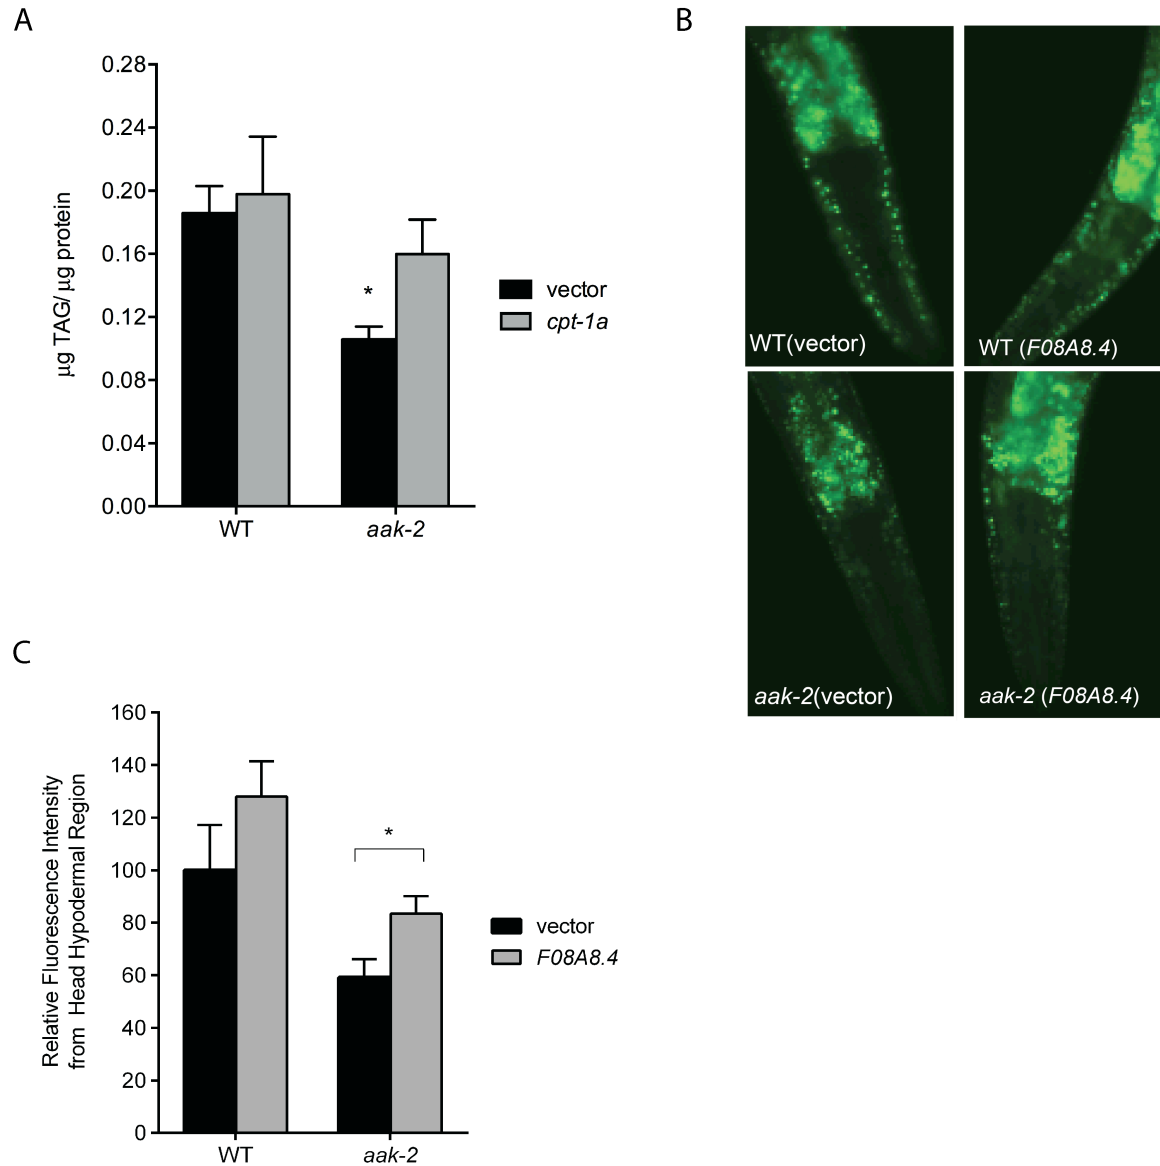 A
0.28
0.24
0.20
0.16
0.12
0.08
0.04
0.00
µg TAG/ µg protein
*
WT
aak-2
vector
cpt-1a
B
WT(vector)
WT (F08A8.4)
aak-2(vector)
aak-2 (F08A8.4)
C
160
140
120
100
80
60
40
20
0
Relative Fluorescence Intensity
from Head Hypodermal Region
*
WT
aak-2
vector
F08A8.4